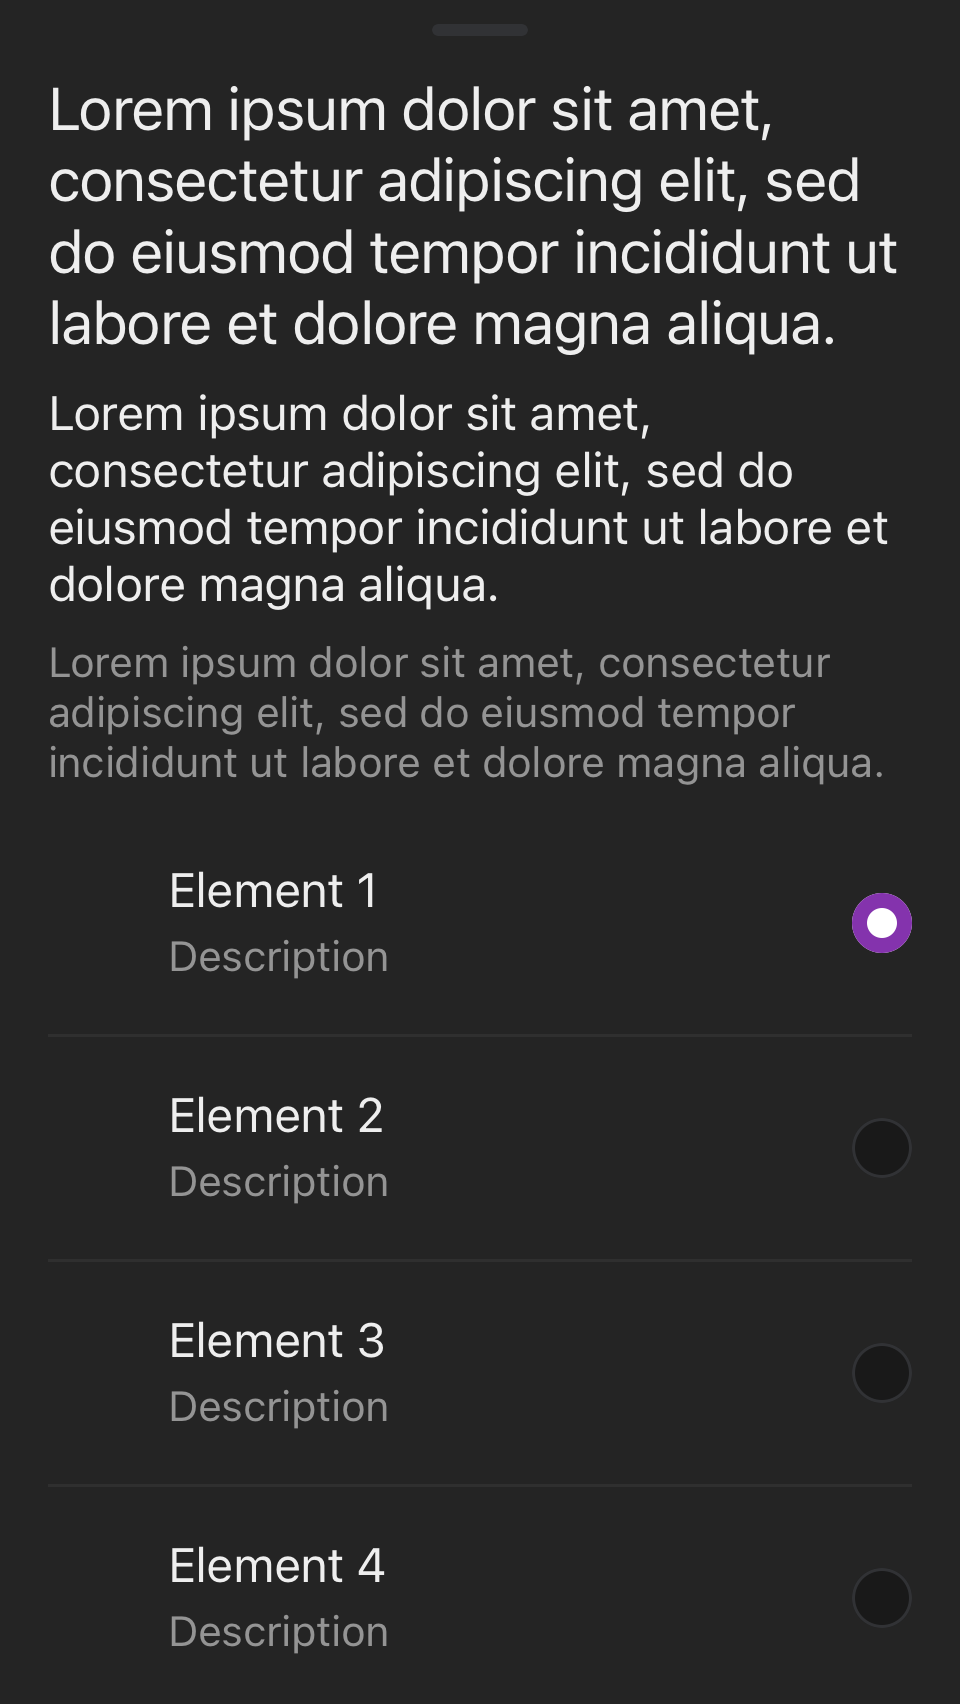 Lorem ipsum dolor sit amet,
consectetur adipiscing elit, sed
do eiusmod tempor incididunt ut
labore et dolore magna aliqua.
Lorem ipsum dolor sit amet,
consectetur adipiscing elit, sed do
eiusmod tempor incididunt ut labore et
dolore magna aliqua.
Lorem ipsum dolor sit amet, consectetur
adipiscing elit, sed do eiusmod tempor
incididunt ut labore et dolore magna aliqua.
Element 1
Description
Element 2
Description
Element 3
Description
Element 4
Description